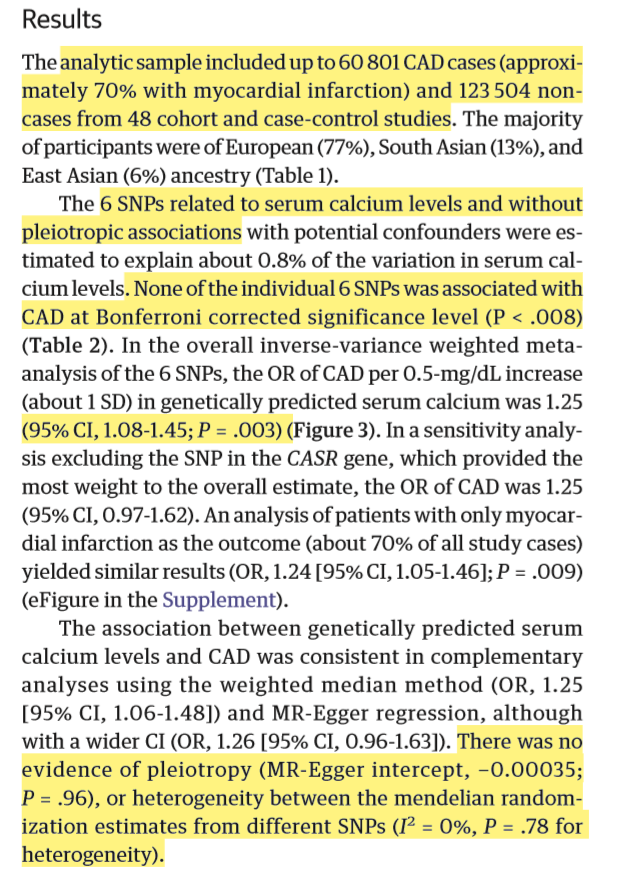 Results
The analytic sample included up to 60 801 CAD cases (approxi-
mately 70% with myocardial infarction) and 123 504 non-
cases from 48 cohort and case-control studies. The majority
of participants were of European (77%), South Asian (13%), and
East Asian (6%) ancestry (Table 1).
The 6 SNPs related to serum calcium levels and without
pleiotropic associations with potential confounders were es-
timated to explain about 0.8% of the variation in serum cal-
cium levels. None of the individual 6 SNPs was associated with
CAD at Bonferroni corrected significance level (P < .008)
(Table 2). In the overall inverse-variance weighted meta-
analysis of the 6 SNPs, the OR of CAD per 0.5-mg/dL increase
(about 1 SD) in genetically predicted serum calcium was 1.25
(95% CI, 1.08-1.45; P = .003) (Figure 3). In a sensitivity analy-
sis excluding the SNP in the CASR gene, which provided the
most weight to the overall estimate, the OR of CAD was 1.25
(95% CI, 0.97-1.62). An analysis of patients with only myocar-
dial infarction as the outcome (about 70% of all study cases)
yielded similar results (OR, 1.24 [95% CI, 1.05-1.46]; P = .009)
(eFigure in the Supplement).
The association between genetically predicted serum
calcium levels and CAD was consistent in complementary
analyses using the weighted median method (OR, 1.25
[95% CI, 1.06-1.48]) and MR-Egger regression, although
with a wider CI (OR, 1.26 [95% CI, 0.96-1.63]). There was no
evidence of pleiotropy (MR-Egger intercept, −0.00035;
P = .96), or heterogeneity between the mendelian random-
ization estimates from different SNPs (I² = 0%, P = .78 for
heterogeneity).